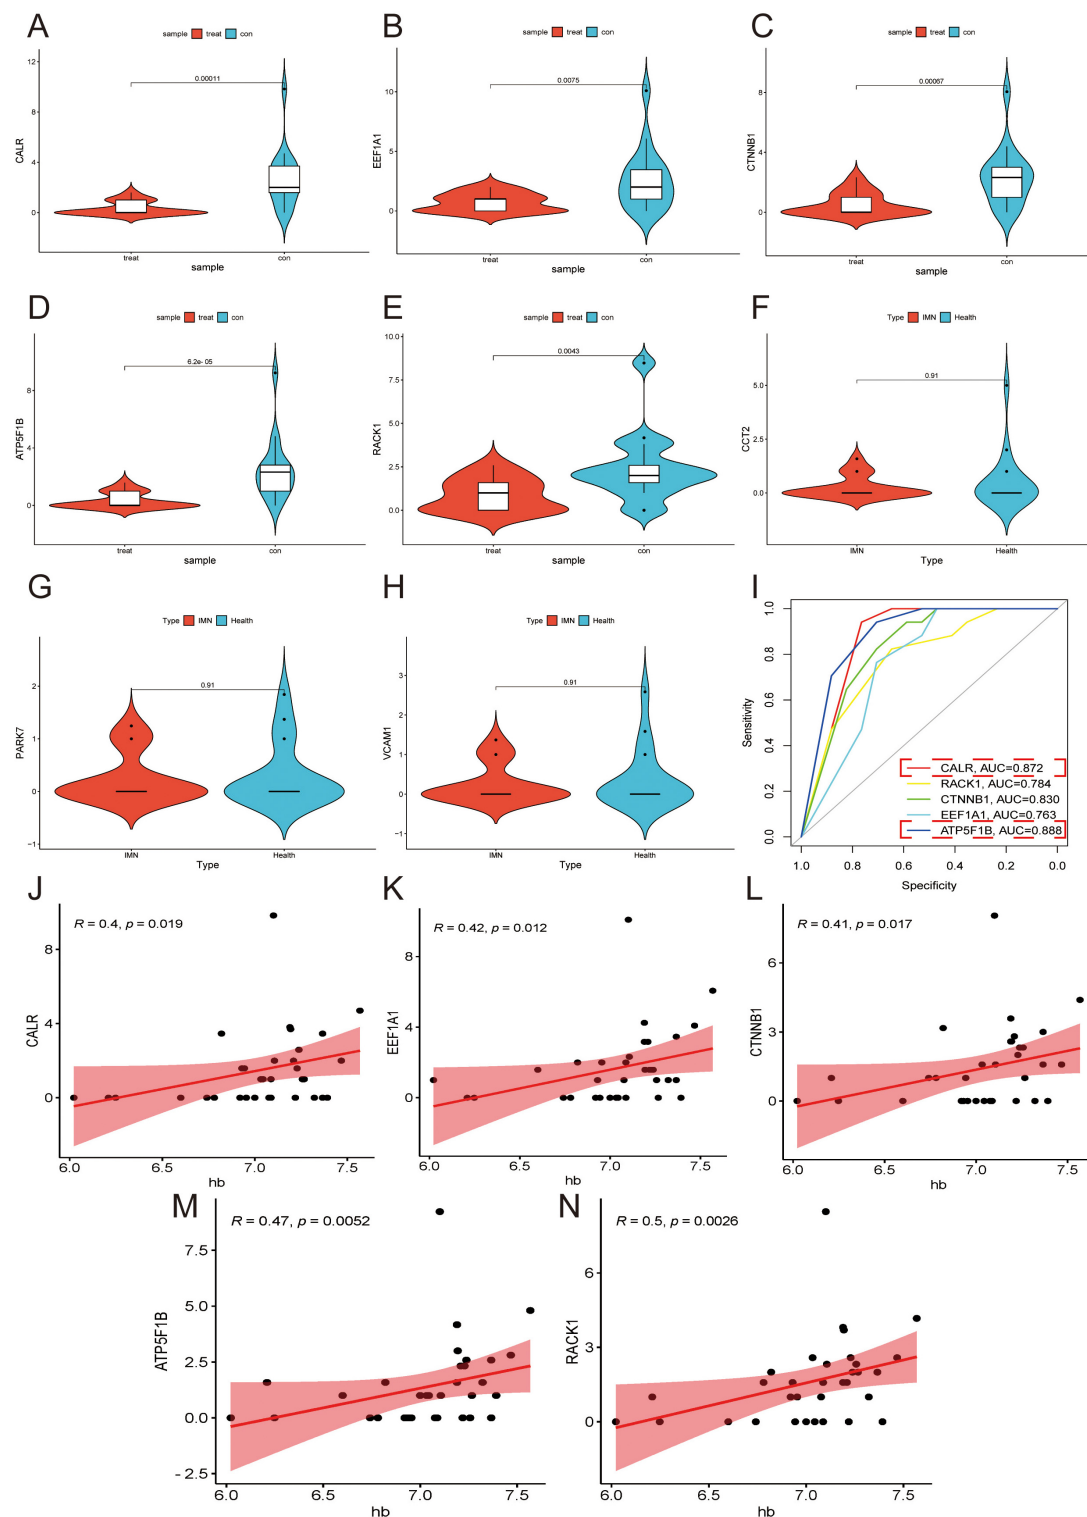 A
sample treat con
CALR
12
8
4
0
0.00011
treat con
sample
B
sample treat con
EEF1A1
10
5
0
0.0075
treat con
sample
C
sample treat con
CTNNB1
8
4
0
0.00067
treat con
sample
D
sample treat con
ATP5F1B
8
4
0
6.2e-05
treat con
sample
E
sample treat con
RACK1
10.0
7.5
5.0
2.5
0.0
0.0043
treat con
sample
F
Type IMN Health
CCT2
5.0
2.5
0.0
0.91
IMN Health
Type
G
Type IMN Health
PARK7
2
1
0
−1
0.91
IMN Health
Type
H
Type IMN Health
VCAM1
3
2
1
0
−1
0.91
IMN Health
Type
I
Sensitivity
1.0
0.8
0.6
0.4
0.2
0.0
CALR, AUC=0.872
RACK1, AUC=0.784
CTNNB1, AUC=0.830
EEF1A1, AUC=0.763
ATP5F1B, AUC=0.888
1.0 0.8 0.6 0.4 0.2 0.0
Specificity
J
R = 0.4, p = 0.019
CALR
8
4
0
6.0 6.5 7.0 7.5
hb
K
R = 0.42, p = 0.012
EEF1A1
8
4
0
6.0 6.5 7.0 7.5
hb
L
R = 0.41, p = 0.017
CTNNB1
6
3
0
6.0 6.5 7.0 7.5
hb
M
R = 0.47, p = 0.0052
ATP5F1B
7.5
5.0
2.5
0.0
-2.5
6.0 6.5 7.0 7.5
hb
N
R = 0.5, p = 0.0026
RACK1
6
3
0
6.0 6.5 7.0 7.5
hb